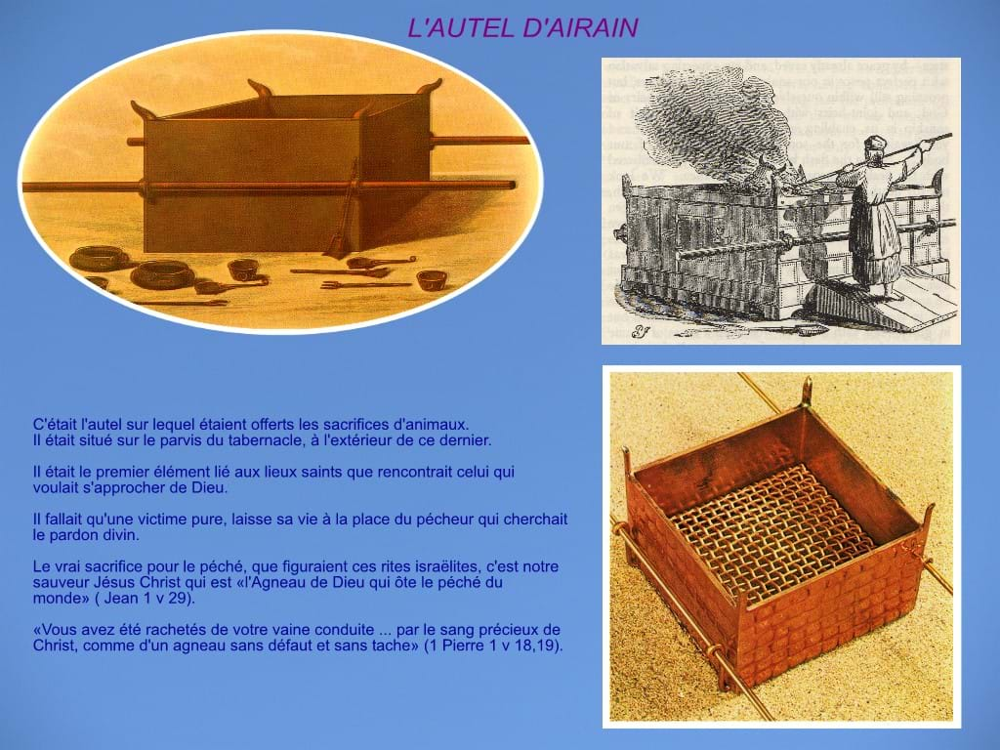 L'AUTEL D'AIRAIN
C'était l'autel sur lequel étaient offerts les sacrifices d'animaux.
Il était situé sur le parvis du tabernacle, à l'extérieur de ce dernier.
Il était le premier élément lié aux lieux saints que rencontrait celui qui
voulait s'approcher de Dieu.
Il fallait qu'une victime pure, laisse sa vie à la place du pécheur qui cherchait
le pardon divin.
Le vrai sacrifice pour le péché, que figuraient ces rites israëlites, c'est notre
sauveur Jésus Christ qui est «l'Agneau de Dieu qui ôte le péché du
monde» ( Jean 1 v 29).
«Vous avez été rachetés de votre vaine conduite ... par le sang précieux de
Christ, comme d'un agneau sans défaut et sans tache» (1 Pierre 1 v 18,19).